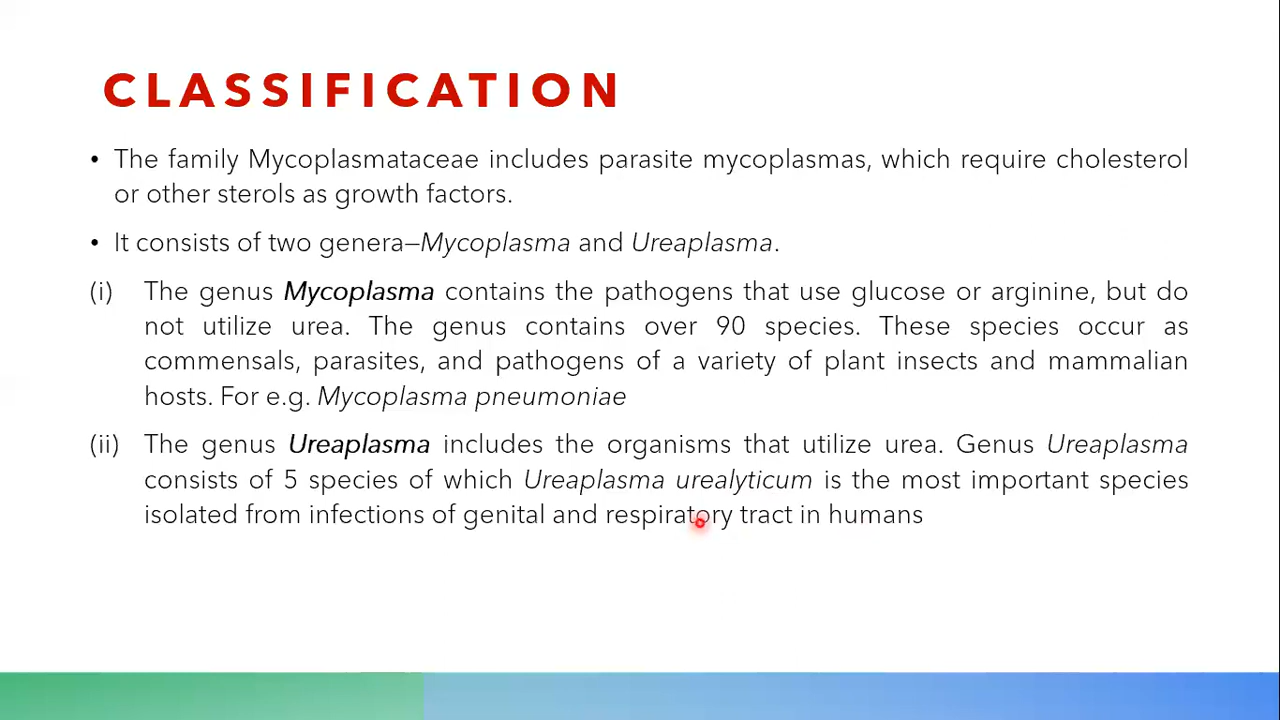 CLASSIFICATION
• The family Mycoplasmataceae includes parasite mycoplasmas, which require cholesterol
or other sterols as growth factors.
• It consists of two genera—Mycoplasma and Ureaplasma.
(i) The genus Mycoplasma contains the pathogens that use glucose or arginine, but do
not utilize urea. The genus contains over 90 species. These species occur as
commensals, parasites, and pathogens of a variety of plant insects and mammalian
hosts. For e.g. Mycoplasma pneumoniae
(ii) The genus Ureaplasma includes the organisms that utilize urea. Genus Ureaplasma
consists of 5 species of which Ureaplasma urealyticum is the most important species
isolated from infections of genital and respiratory tract in humans